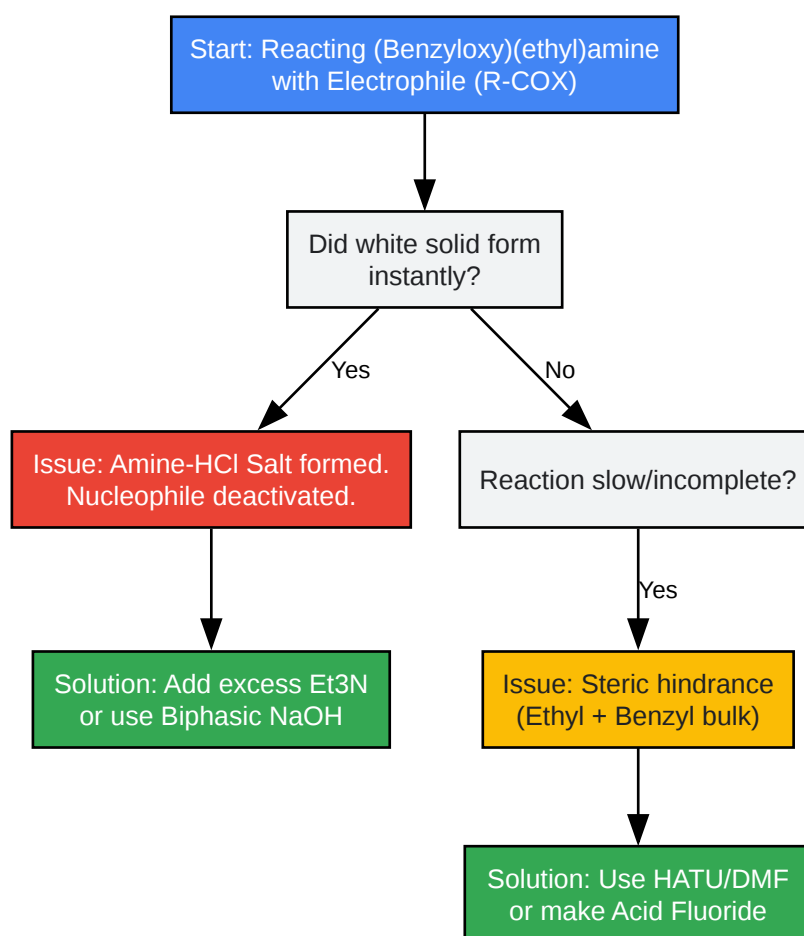 Start: Reacting (Benzyloxy)(ethyl)amine
with Electrophile (R-COX)
Did white solid form
instantly?
Yes
No
Issue: Amine-HCl Salt formed.
Nucleophile deactivated.
Reaction slow/incomplete?
Yes
Solution: Add excess Et3N
or use Biphasic NaOH
Issue: Steric hindrance
(Ethyl + Benzyl bulk)
Solution: Use HATU/DMF
or make Acid Fluoride